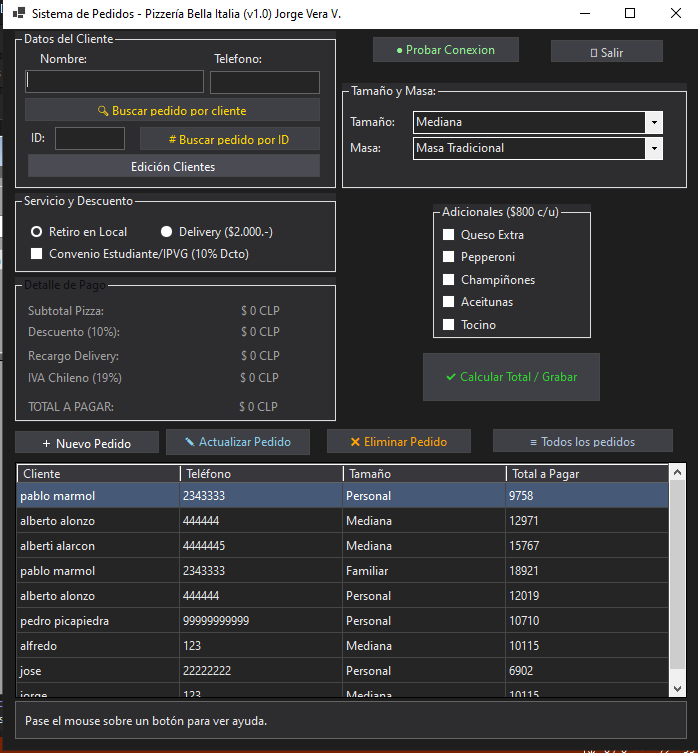 Sistema de Pedidos - Pizzería Bella Italia (v1.0) Jorge Vera V.
Datos del Cliente
Nombre: Telefono:
Buscar pedido por cliente
ID: # Buscar pedido por ID
Edición Clientes
Probar Conexion
Salir
Tamaño y Masa:
Tamaño: Mediana
Masa: Masa Tradicional
Servicio y Descuento
Retiro en Local Delivery ($2.000.-)
Convenio Estudiante/IPVG (10% Dcto)
Adicionales ($800 c/u)
Queso Extra
Pepperoni
Champiñones
Aceitunas
Tocino
Detalle de Pago
Subtotal Pizza: $ 0 CLP
Descuento (10%): $ 0 CLP
Recargo Delivery: $ 0 CLP
IVA Chileno (19%) $ 0 CLP
TOTAL A PAGAR: $ 0 CLP
✔ Calcular Total / Grabar
+ Nuevo Pedido
Actualizar Pedido
✕ Eliminar Pedido
≡ Todos los pedidos
Cliente Teléfono Tamaño Total a Pagar
pablo marmol 2343333 Personal 9758
alberto alonzo 444444 Mediana 12971
alberti alarcon 4444445 Mediana 15767
pablo marmol 2343333 Familiar 18921
alberto alonzo 444444 Personal 12019
pedro picapiedra 99999999999 Personal 10710
alfredo 123 Mediana 10115
jose 22222222 Personal 6902
jorge 123 Mediana 10115
Pase el mouse sobre un botón para ver ayuda.